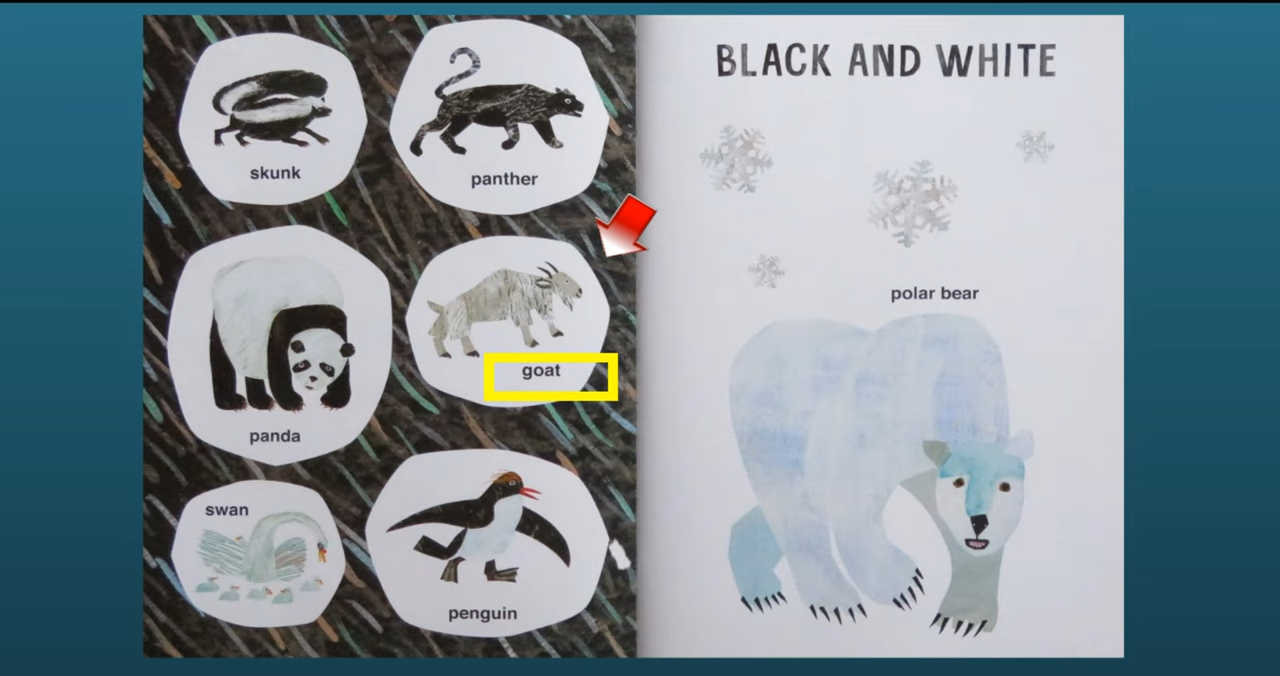 skunk
panther
goat
panda
swan
penguin
BLACK AND WHITE
polar bear